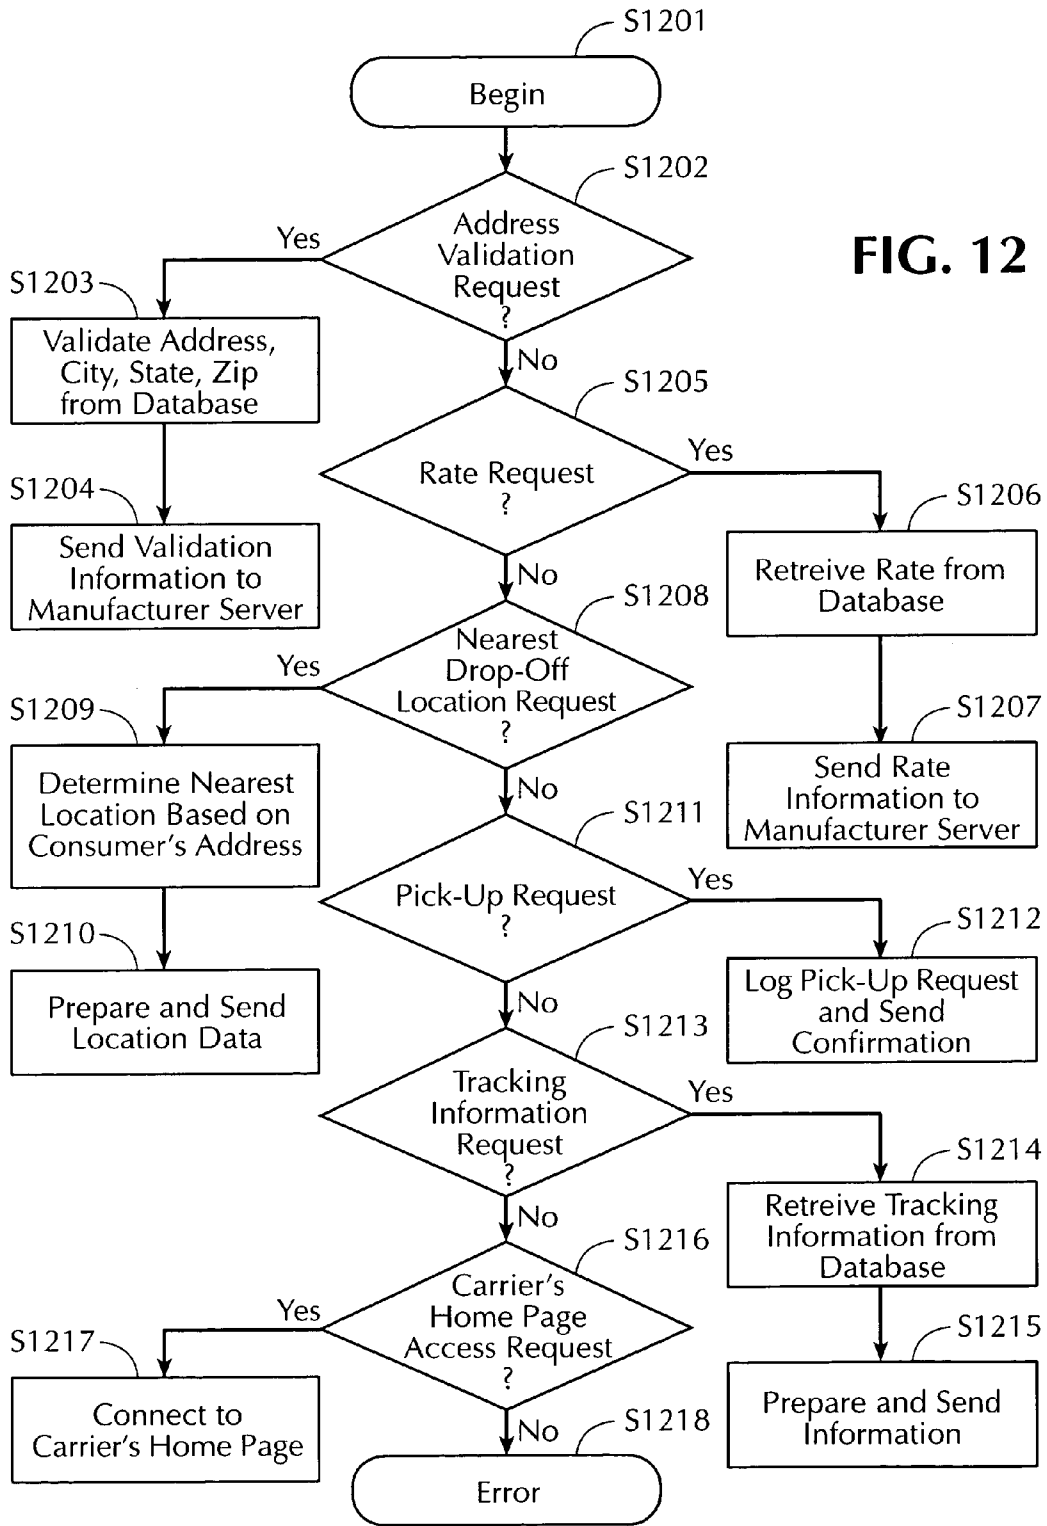 S1201
Begin
S1202
Address
Validation
Request
?
Yes
FIG. 12
S1203
Validate Address,
City, State, Zip
from Database
No
S1205
Rate Request
?
Yes
S1204
Send Validation
Information to
Manufacturer Server
S1206
Retreive Rate from
Database
No
S1208
Nearest
Drop-Off
Location Request
?
Yes
S1207
Send Rate
Information to
Manufacturer Server
S1209
Determine Nearest
Location Based on
Consumer's Address
No
S1211
Pick-Up Request
?
Yes
S1210
Prepare and Send
Location Data
S1212
Log Pick-Up Request
and Send
Confirmation
No
S1213
Tracking
Information
Request
?
Yes
S1214
Retreive Tracking
Information from
Database
No
S1216
Carrier's
Home Page
Access Request
?
Yes
S1215
Prepare and Send
Information
S1217
Connect to
Carrier's Home Page
No
S1218
Error